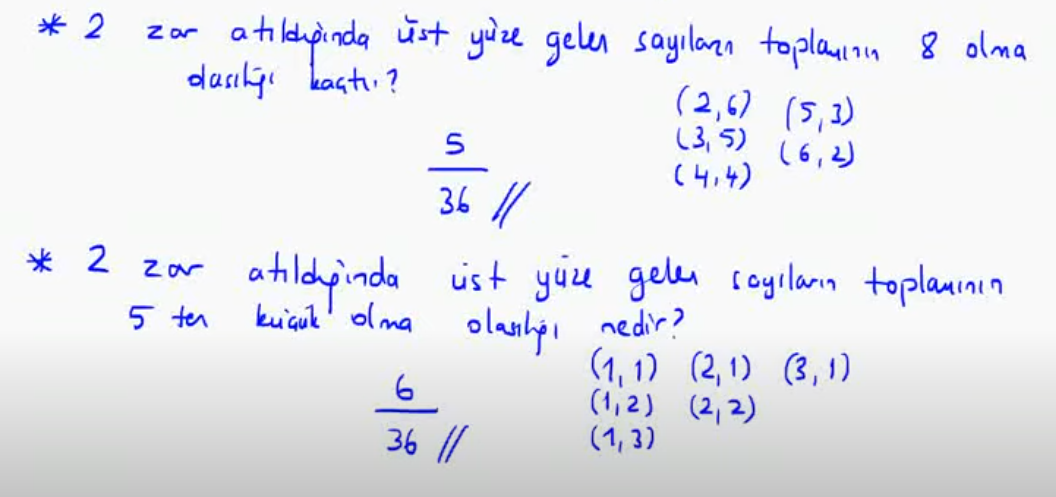 * 2 zar atıldığında üst yüze gelen sayıların toplamının 8 olma
olasılığı kaçtır?
(2,6) (5,3)
(3,5) (6,2)
(4,4)
5
36 //
* 2 zar atıldığında üst yüze gelen sayıların toplamının
5 ten küçük olma olasılığı nedir?
(1,1) (2,1) (3,1)
(1,2) (2,2)
(1,3)
6
36 //